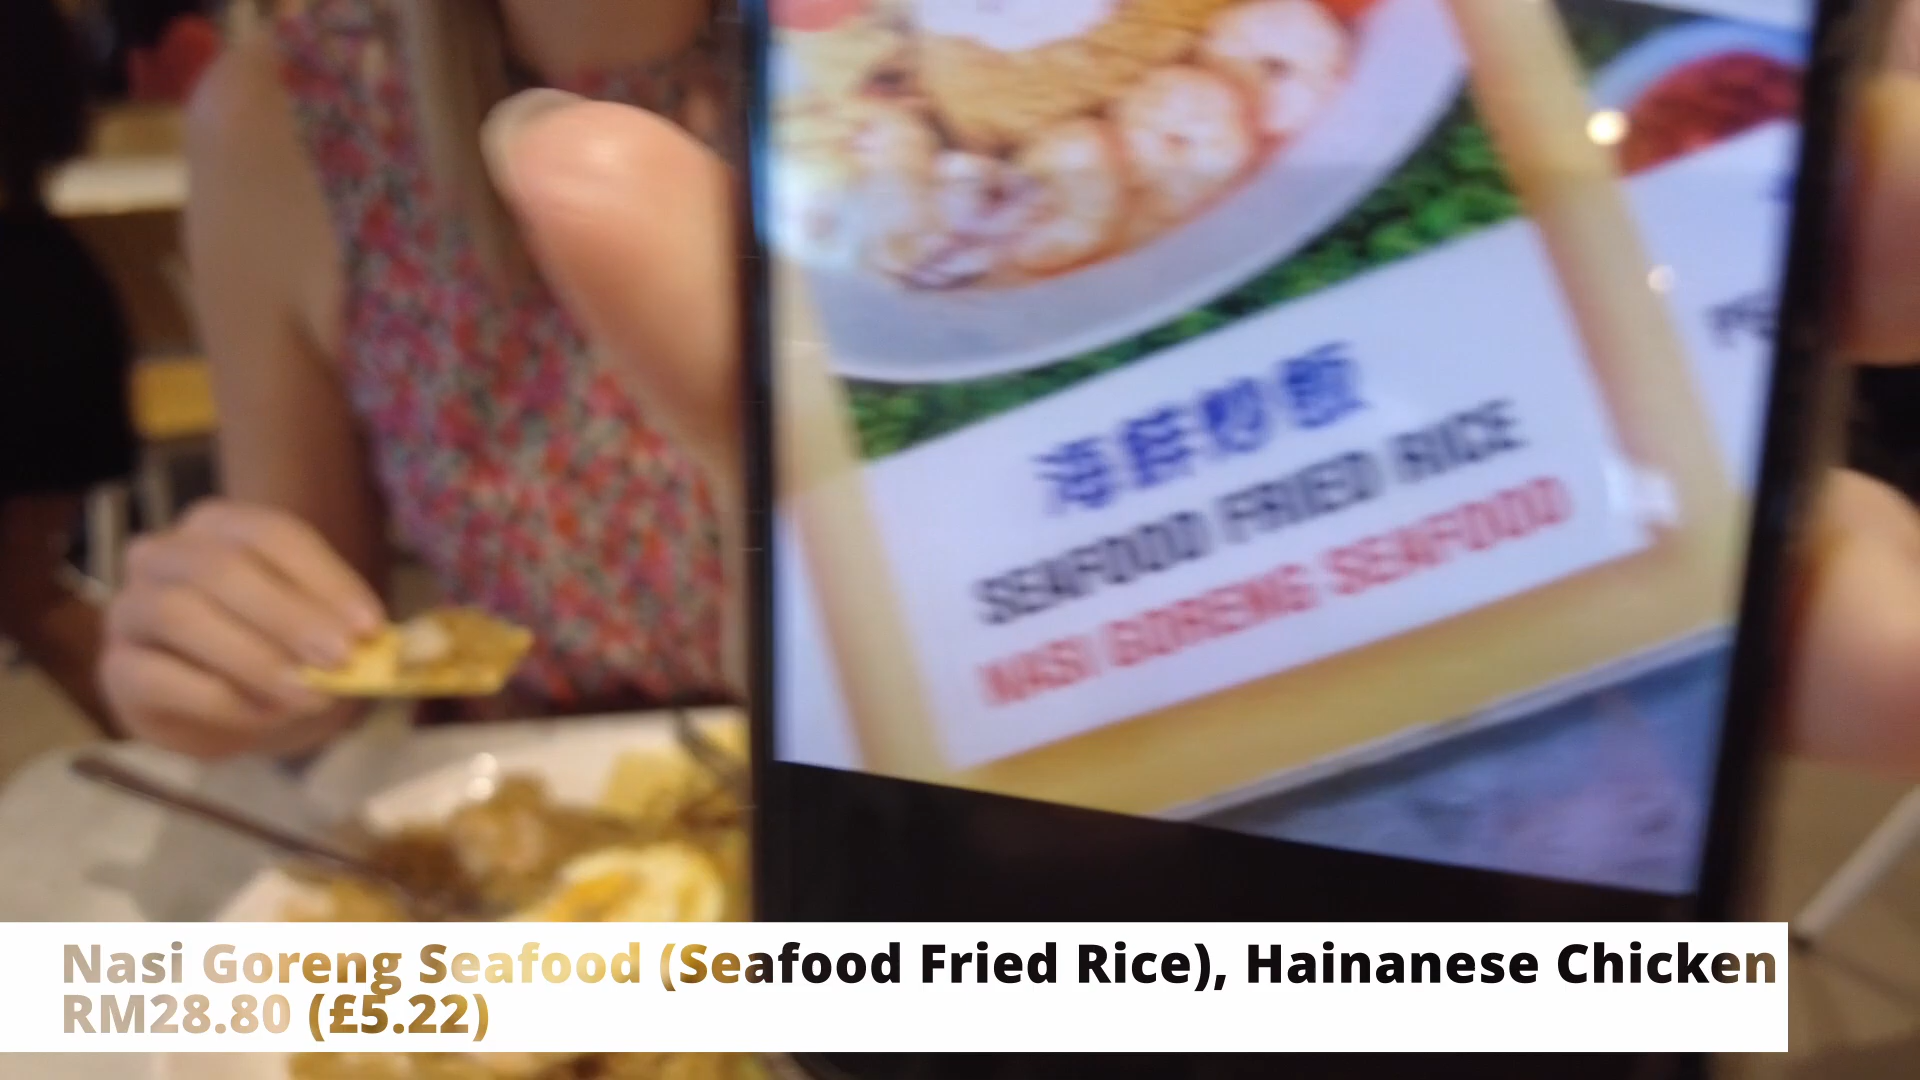 海鮮炒飯
SEAFOOD FRIED RICE
NASI GORENG SEAFOOD
Nasi Goreng Seafood (Seafood Fried Rice), Hainanese Chicken
RM28.80 (£5.22)